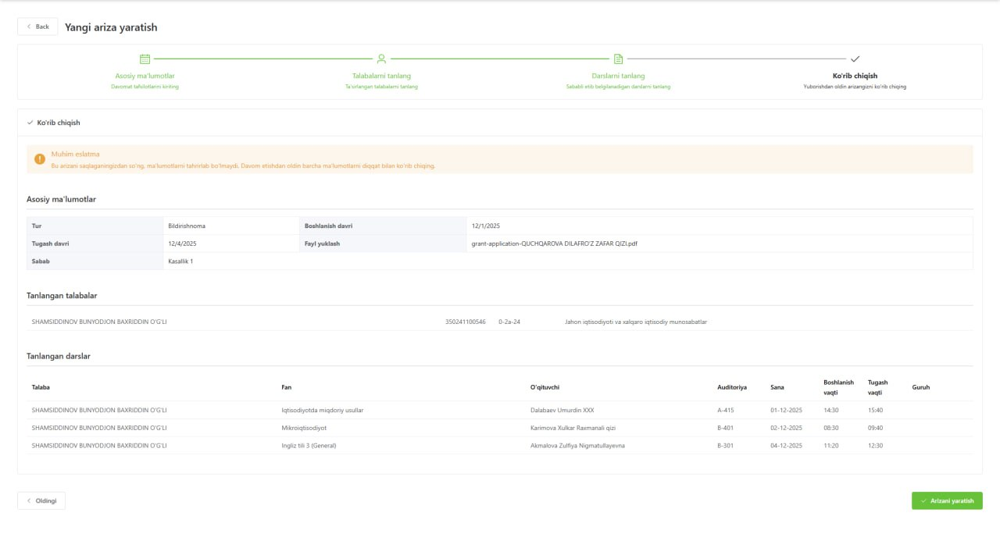 Back
Yangi ariza yaratish
Asosiy ma'lumotlar
Davomat tafsilotlarini kiriting
Talabalarni tanlang
Ta'sirlangan talabalarni tanlang
Darslarni tanlang
Sababli etib belgilanadigan darslarni tanlang
Ko'rib chiqish
Yuborishdan oldin arizangizni ko'rib chiqing
Ko'rib chiqish
Muhim eslatma
Bu arizani saqlaganingizdan so'ng, ma'lumotlarni tahrirlab bo'lmaydi. Davom etishdan oldin barcha ma'lumotlarni diqqat bilan ko'rib chiqing.
Asosiy ma'lumotlar
Tur Bildirishnoma Boshlanish davri 12/1/2025
Tugash davri 12/4/2025 Fayl yuklash grant-application-QUCHQAROVA DILAFRO'Z ZAFAR QIZI.pdf
Sabab Kasallik 1
Tanlangan talabalar
SHAMSIDDINOV BUNYODJON BAXRIDDIN O'G'LI 350241100546 0-2a-24 Jahon iqtisodiyoti va xalqaro iqtisodiy munosabatlar
Tanlangan darslar
Talaba Fan O'qituvchi Auditoriya Sana Boshlanish vaqti Tugash vaqti Guruh
SHAMSIDDINOV BUNYODJON BAXRIDDIN O'G'LI Iqtisodiyotda miqdoriy usullar Dalabaev Umurdin XXX A-415 01-12-2025 14:30 15:40
SHAMSIDDINOV BUNYODJON BAXRIDDIN O'G'LI Mikroiqtisodiyot Karimova Xulkar Raxmanali qizi B-401 02-12-2025 08:30 09:40
SHAMSIDDINOV BUNYODJON BAXRIDDIN O'G'LI Ingliz tili 3 (General) Akmalova Zulfiya Nigmatullayevna B-301 04-12-2025 11:20 12:30
Oldingi
Arizani yaratish